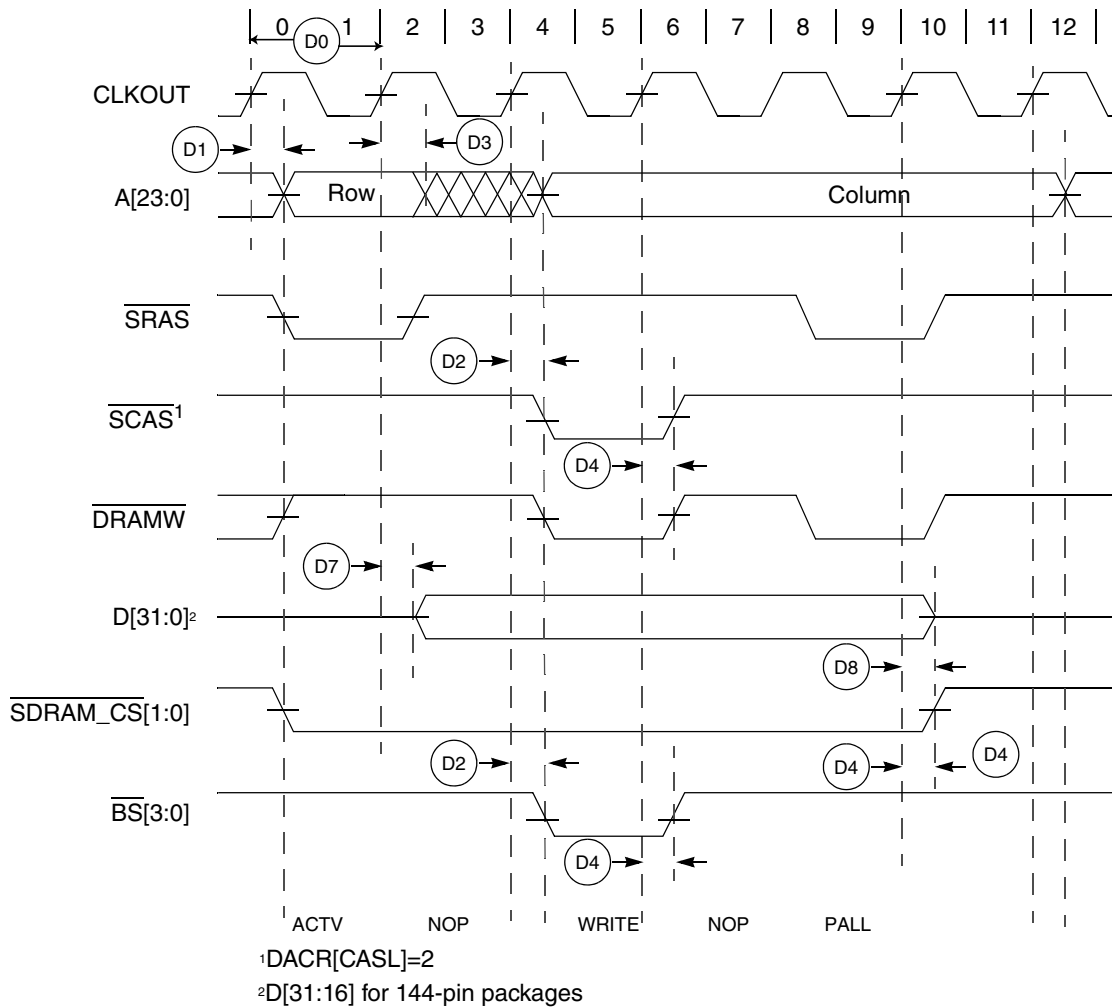 0 1 2 3 4 5 6 7 8 9 10 11 12
D0
CLKOUT
D1
D3
A[23:0]
Row
Column
SRAS
D2
SCAS¹
D4
DRAMW
D7
D[31:0]²
D8
SDRAM_CS[1:0]
D2
D4
D4
BS[3:0]
D4
ACTV NOP WRITE NOP PALL
¹DACR[CASL]=2
²D[31:16] for 144-pin packages